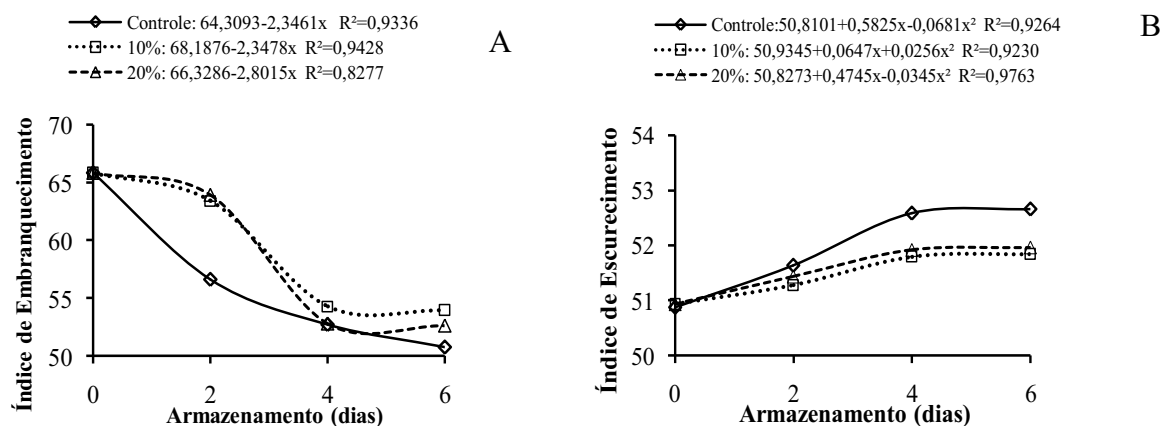 Controle: 64,3093-2,3461x R²=0,9336
10%: 68,1876-2,3478x R²=0,9428
20%: 66,3286-2,8015x R²=0,8277
A
Índice de Embranquecimento
70
65
60
55
50
0 2 4 6
Armazenamento (dias)
Controle:50,8101+0,5825x-0,0681x² R²=0,9264
10%: 50,9345+0,0647x+0,0256x² R²=0,9230
20%: 50,8273+0,4745x-0,0345x² R²=0,9763
B
Índice de Escurecimento
54
53
52
51
50
0 2 4 6
Armazenamento (dias)